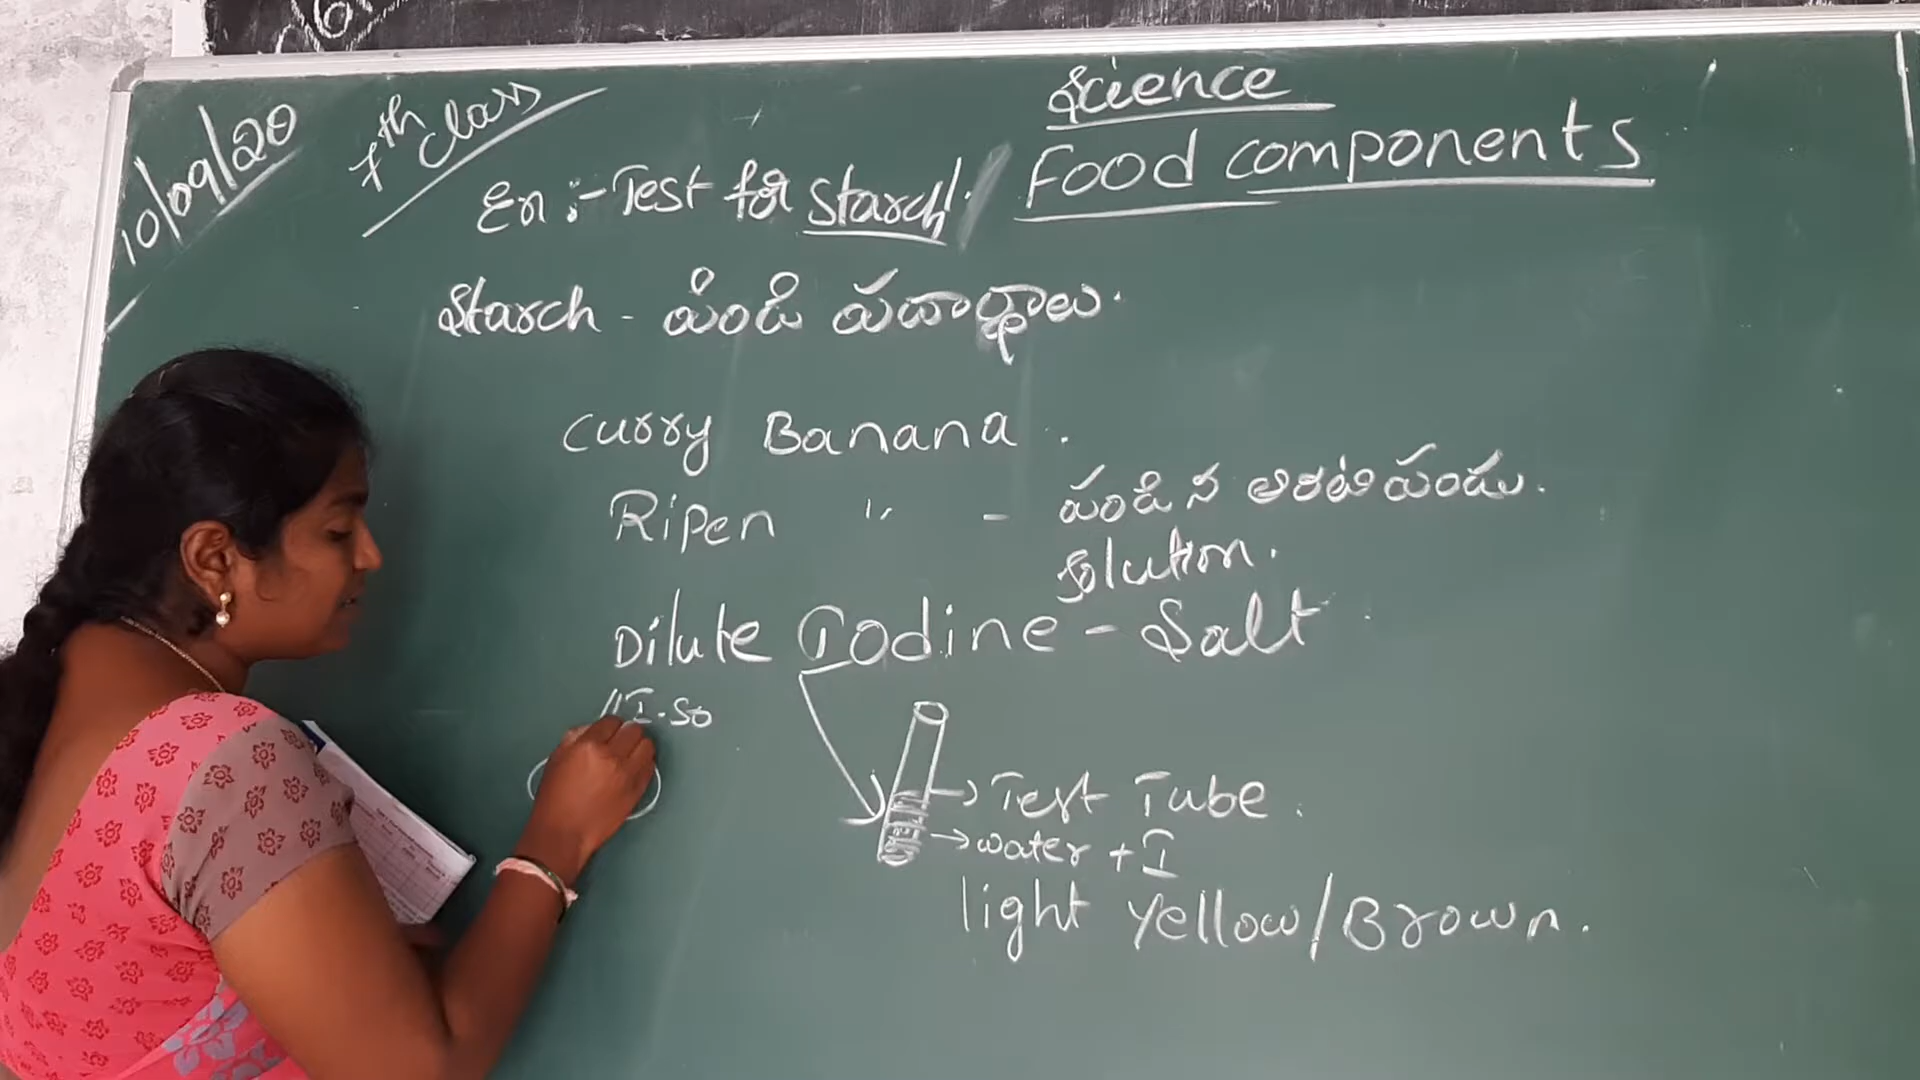 10/09/20
7th class
Science
Food components
En :- Test for Starch.
Starch - పిండి పదార్థాలు.
Curry Banana.
Ripen " - పండిన అరటిపండు.
Solution.
Dilute Iodine - Salt
I. So
Test Tube.
water + I
light Yellow/Brown.